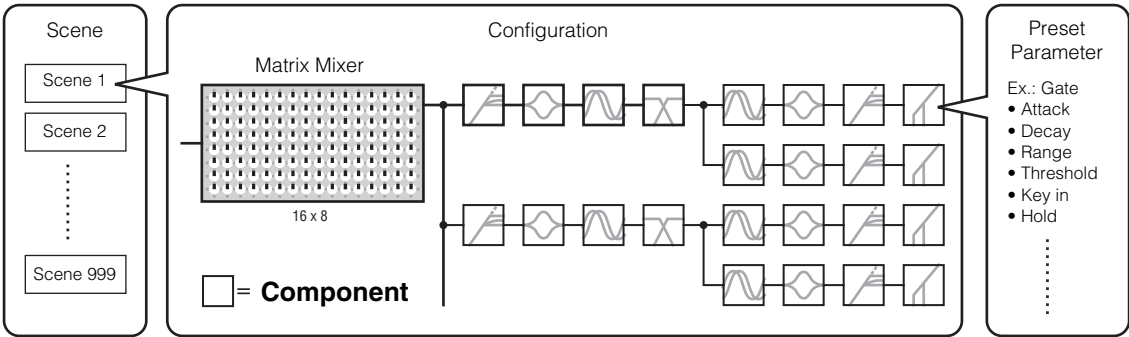 Scene
Scene 1
Scene 2
Scene 999
Configuration
Matrix Mixer
16 x 8
= Component
Preset
Parameter
Ex.: Gate
• Attack
• Decay
• Range
• Threshold
• Key in
• Hold